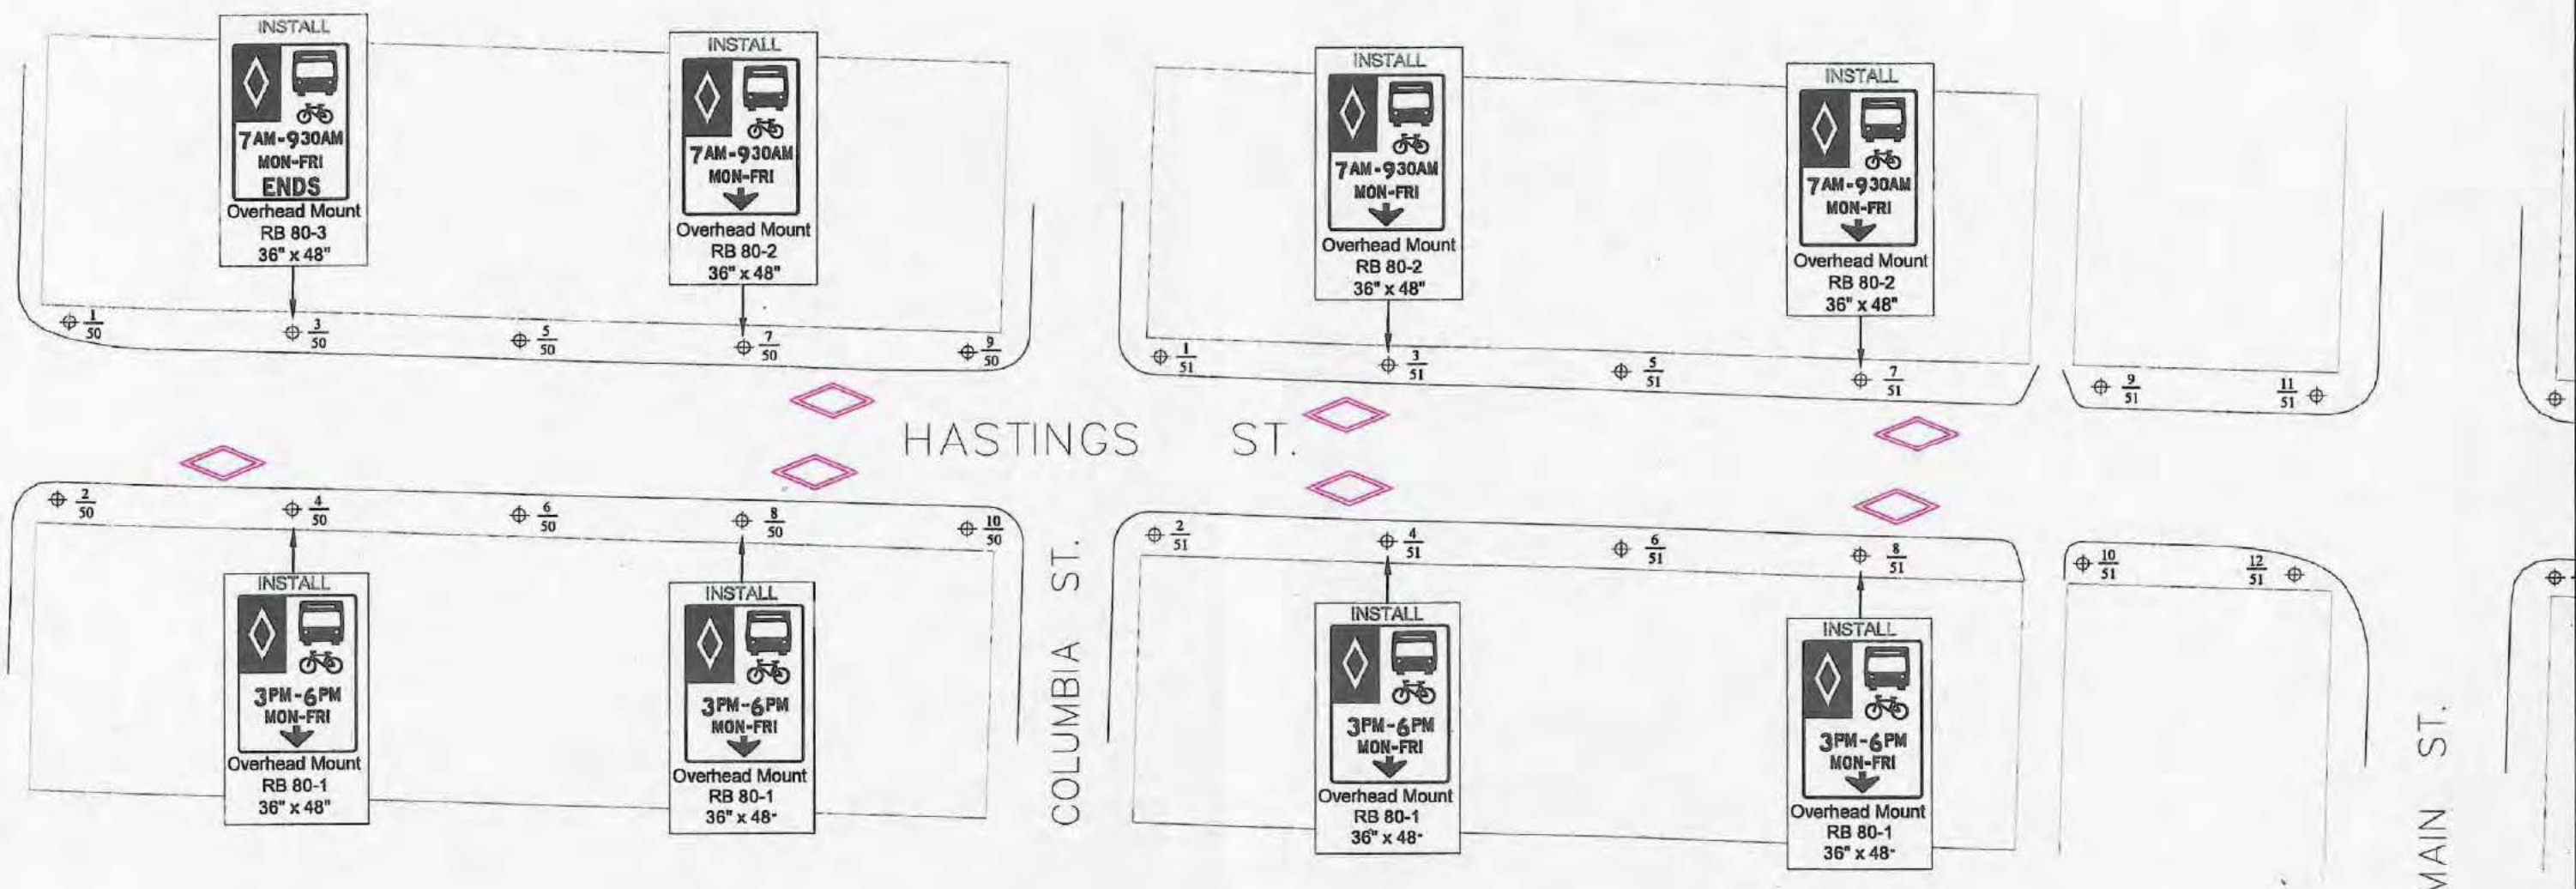 INSTALL
7AM-930AM
MON-FRI
ENDS
Overhead Mount
RB 80-3
36" x 48"
INSTALL
7AM-930AM
MON-FRI
Overhead Mount
RB 80-2
36" x 48"
INSTALL
7AM-930AM
MON-FRI
Overhead Mount
RB 80-2
36" x 48"
INSTALL
7AM-930AM
MON-FRI
Overhead Mount
RB 80-2
36" x 48"
1/50
3/50
5/50
7/50
9/50
1/51
3/51
5/51
7/51
9/51
11/51
HASTINGS ST.
2/50
4/50
6/50
8/50
10/50
2/51
4/51
6/51
8/51
10/51
12/51
INSTALL
3PM-6PM
MON-FRI
Overhead Mount
RB 80-1
36" x 48"
INSTALL
3PM-6PM
MON-FRI
Overhead Mount
RB 80-1
36" x 48"
COLUMBIA ST.
INSTALL
3PM-6PM
MON-FRI
Overhead Mount
RB 80-1
36" x 48"
INSTALL
3PM-6PM
MON-FRI
Overhead Mount
RB 80-1
36" x 48"
MAIN ST.